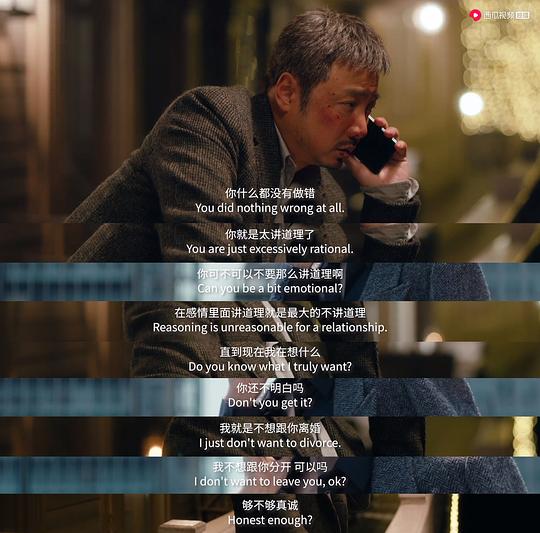 西瓜视频
你什么都没有做错
You did nothing wrong at all.
你就是太讲道理了
You are just excessively rational.
你可不可以不要那么讲道理啊
Can you be a bit emotional?
在感情里面讲道理就是最大的不讲道理
Reasoning is unreasonable for a relationship.
直到现在我在想什么
Do you know what I truly want?
你还不明白吗
Don't you get it?
我就是不想跟你离婚
I just don't want to divorce.
我不想跟你分开 可以吗
I don't want to leave you, ok?
够不够真诚
Honest enough?